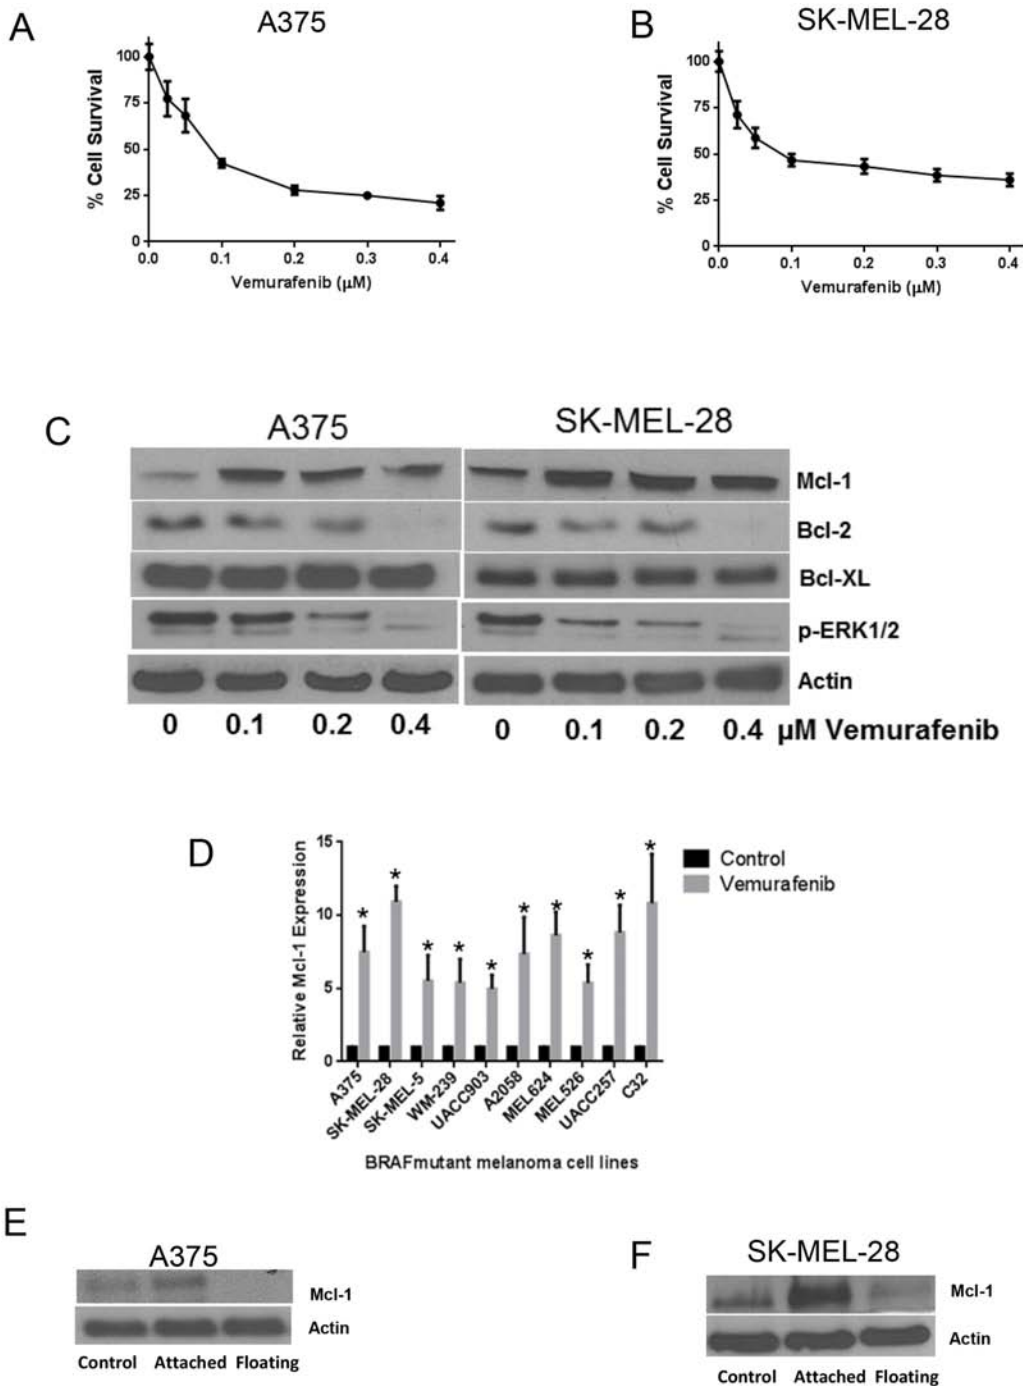 A
A375
% Cell Survival
100
75
50
25
0
0.0 0.1 0.2 0.3 0.4
Vemurafenib (µM)
B
SK-MEL-28
% Cell Survival
100
75
50
25
0
0.0 0.1 0.2 0.3 0.4
Vemurafenib (µM)
C
A375
SK-MEL-28
Mcl-1
Bcl-2
Bcl-XL
p-ERK1/2
Actin
0 0.1 0.2 0.4 0 0.1 0.2 0.4 µM Vemurafenib
D
Relative Mcl-1 Expression
15
10
5
0
* * * * * * * * * *
Control
Vemurafenib
A375
SK-MEL-28
SK-MEL-5
WM-239
UACC903
A2058
MEL624
MEL526
UACC257
C32
BRAFmutant melanoma cell lines
E
A375
Mcl-1
Actin
Control Attached Floating
F
SK-MEL-28
Mcl-1
Actin
Control Attached Floating